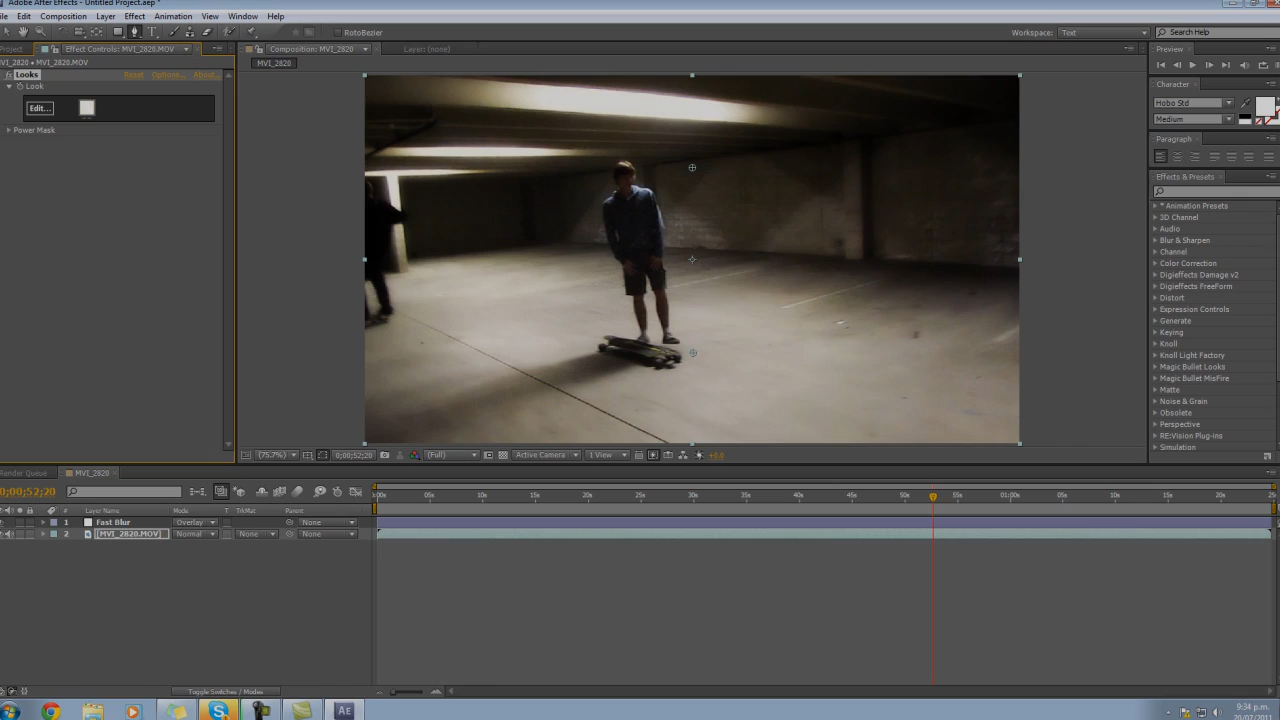 Adobe After Effects - Untitled Project.aep *
Edit Composition Layer Effect Animation View Window Help
RotoBezier
Workspace: Text
Search Help
Project
Effect Controls: MVI_2820.MOV
Composition: MVI_2820
Layer: (none)
Preview
MVI_2820 • MVI_2820.MOV
MVI_2820
fx Looks Reset Options... About...
Look
Edit...
Power Mask
Character
Hobo Std
Medium
Paragraph
Effects & Presets
* Animation Presets
3D Channel
Audio
Blur & Sharpen
Channel
Color Correction
Digieffects Damage v2
Digieffects FreeForm
Distort
Expression Controls
Generate
Keying
Knoll
Knoll Light Factory
Magic Bullet Looks
Magic Bullet MisFire
Matte
Noise & Grain
Obsolete
Perspective
RE:Vision Plug-ins
Simulation
(75.7%) 0;00;52;20 (Full) Active Camera 1 View +0.0
Render Queue MVI_2820
0;00;52;20
:00s 05s 10s 15s 20s 25s 30s 35s 40s 45s 50s 55s 01:00s 05s 10s 15s 20s 25s
# Layer Name Mode T TrkMat Parent
1 Fast Blur Overlay None
2 [MVI_2820.MOV] Normal None None
Toggle Switches / Modes
S
AE
9:34 p.m.
20/07/2011